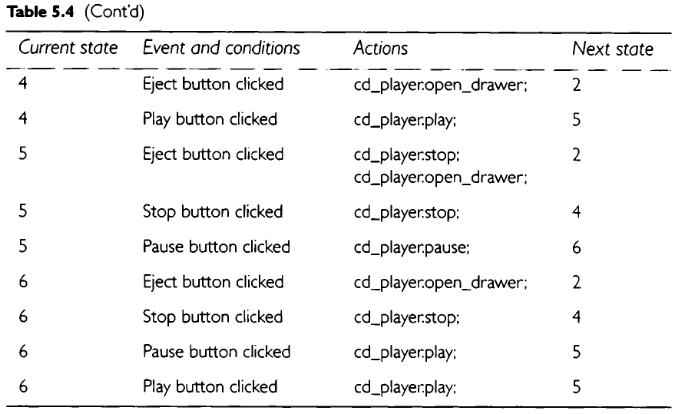 Table 5.4 (Cont'd)
Current state Event and conditions Actions Next state
4 Eject button clicked cd_player.open_drawer; 2
4 Play button clicked cd_player.play; 5
5 Eject button clicked cd_player.stop; 2
cd_player.open_drawer;
5 Stop button clicked cd_player.stop; 4
5 Pause button clicked cd_player.pause; 6
6 Eject button clicked cd_player.open_drawer; 2
6 Stop button clicked cd_player.stop; 4
6 Pause button clicked cd_player.play; 5
6 Play button clicked cd_player.play; 5